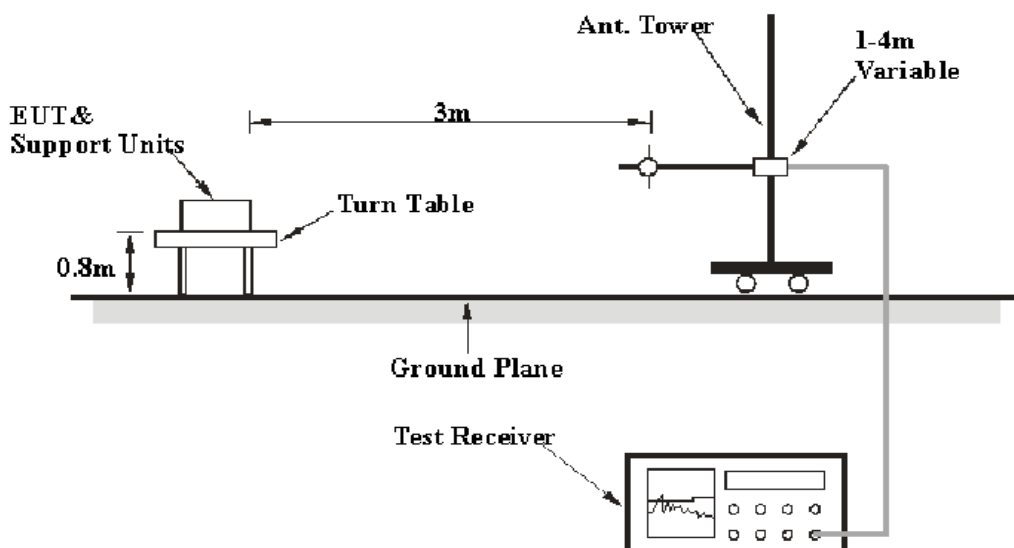 Ant. Tower
1-4m
Variable
EUT&
Support Units
3m
Turn Table
0.8m
Ground Plane
Test Receiver